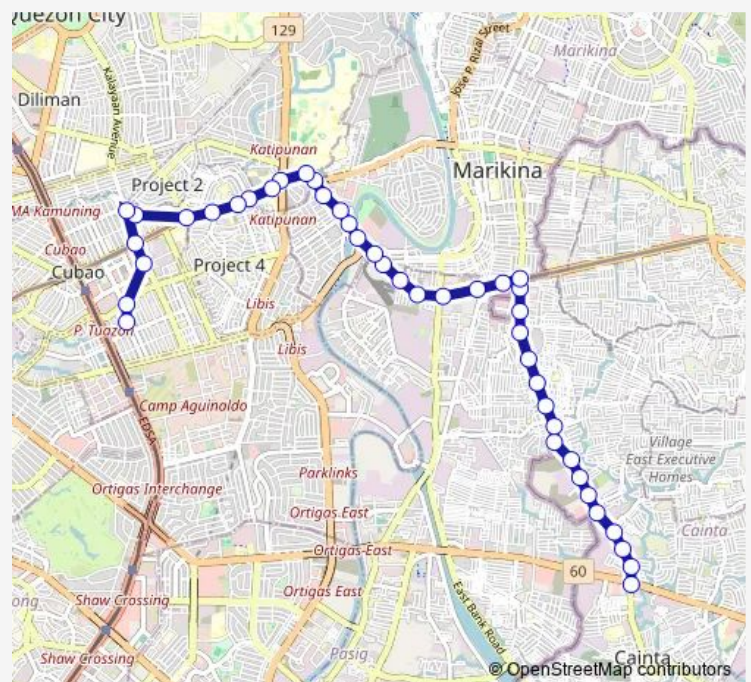 Quezon City
129
Jose P. Rizal Street
Marikina
Diliman
Kalayaan Avenue
Katipunan
Marikina
Project 2
MA Kamuning
Katipunan
Cubao
Cubao
Project 4
Libis
P. Tuazon
Libis
Camp Aguinaldo
EDSA
Village
East Executive
Homes
Parklinks
Ortigas Interchange
Ortigas East
Cainta
Ortigas East
60
Ortigas East
Shaw Crossing
ong
East Bank Road
Pasig
Shaw Crossing
Cainta
© OpenStreetMap contributors